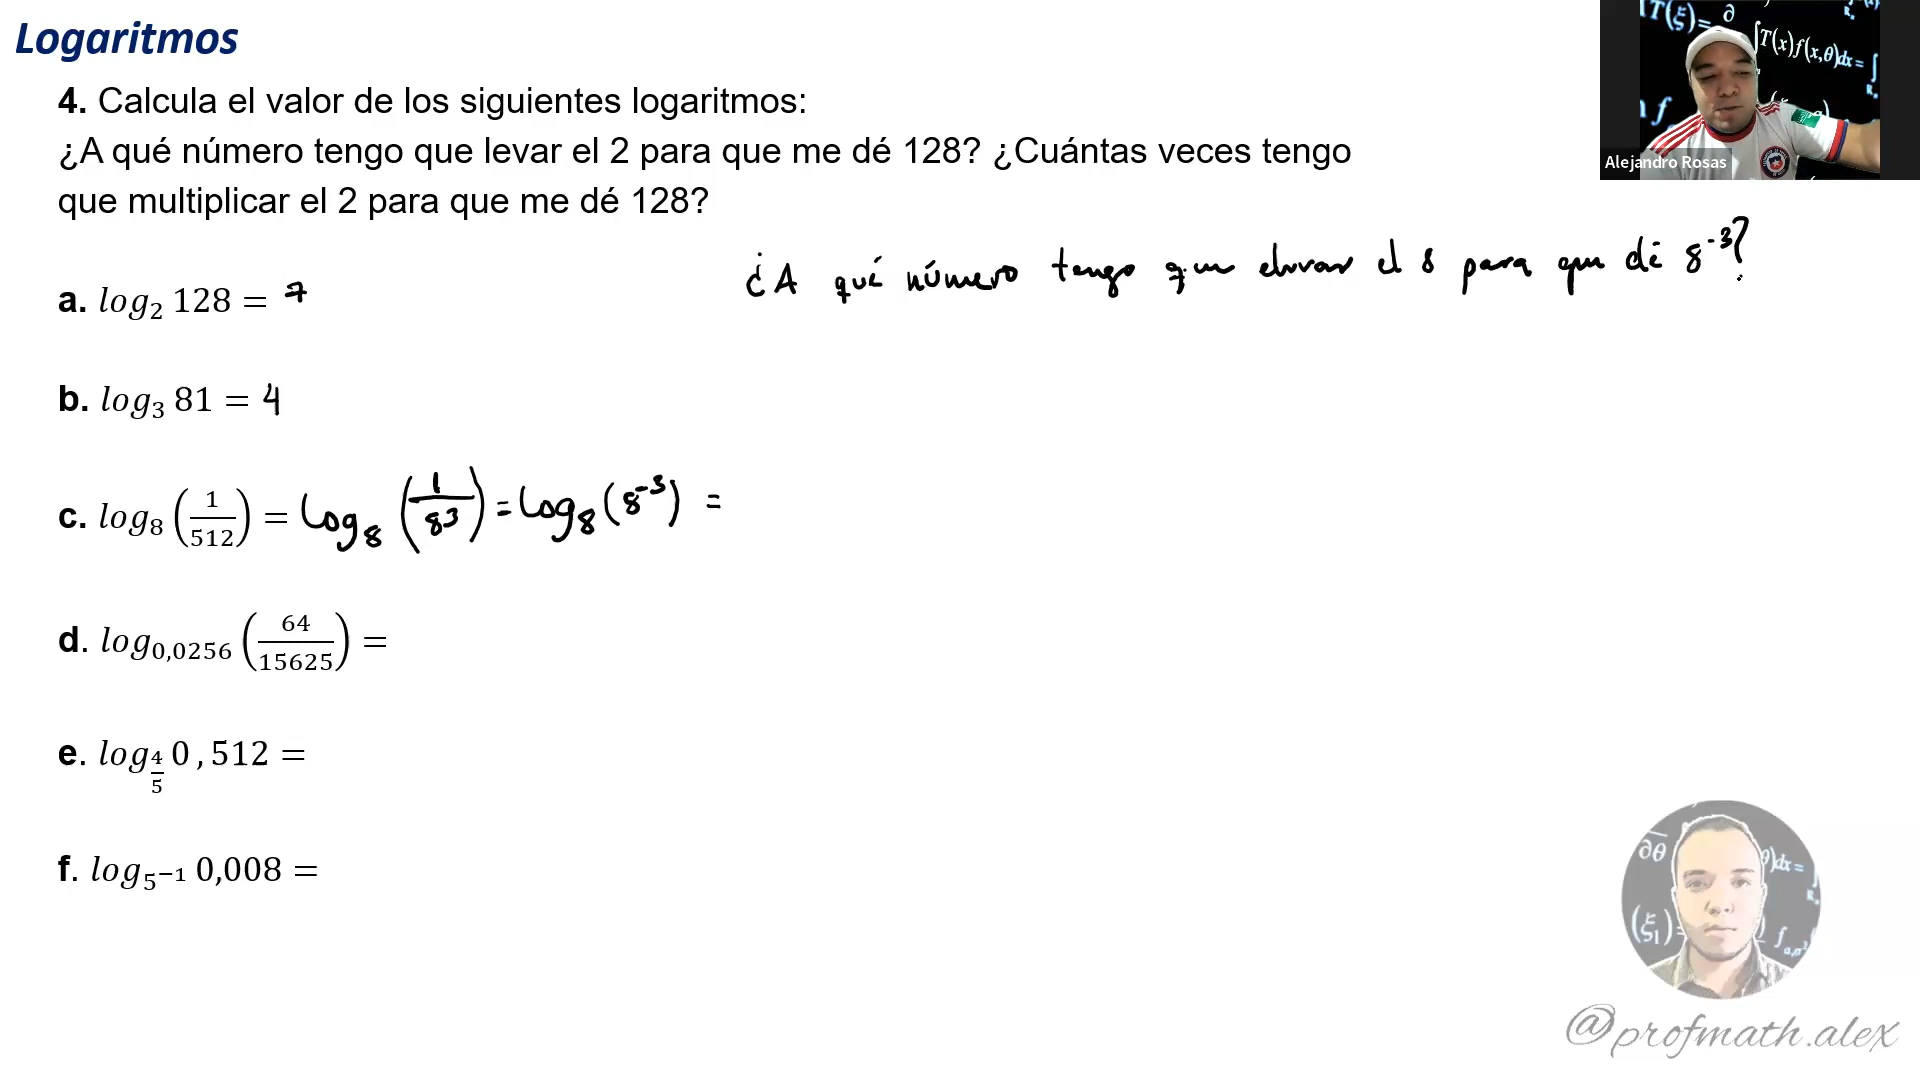 Logaritmos
4. Calcula el valor de los siguientes logaritmos:
¿A qué número tengo que levar el 2 para que me dé 128? ¿Cuántas veces tengo
que multiplicar el 2 para que me dé 128?
¿A qué número tengo que elevar el 8 para que dé 8⁻³?
a. log₂ 128 = 7
b. log₃ 81 = 4
c. log₈ (1/512) = Log₈ (1/8³) = Log₈ (8⁻³) =
d. log₀,₀₂₅₆ (64/15625) =
e. log_(4/5) 0,512 =
f. log_(5⁻¹) 0,008 =
Alejandro Rosas
T(ξ)= ∂
∫T(x)f(x,θ)dx = ∫
∂θ
(ξ₁)
@profmath.alex